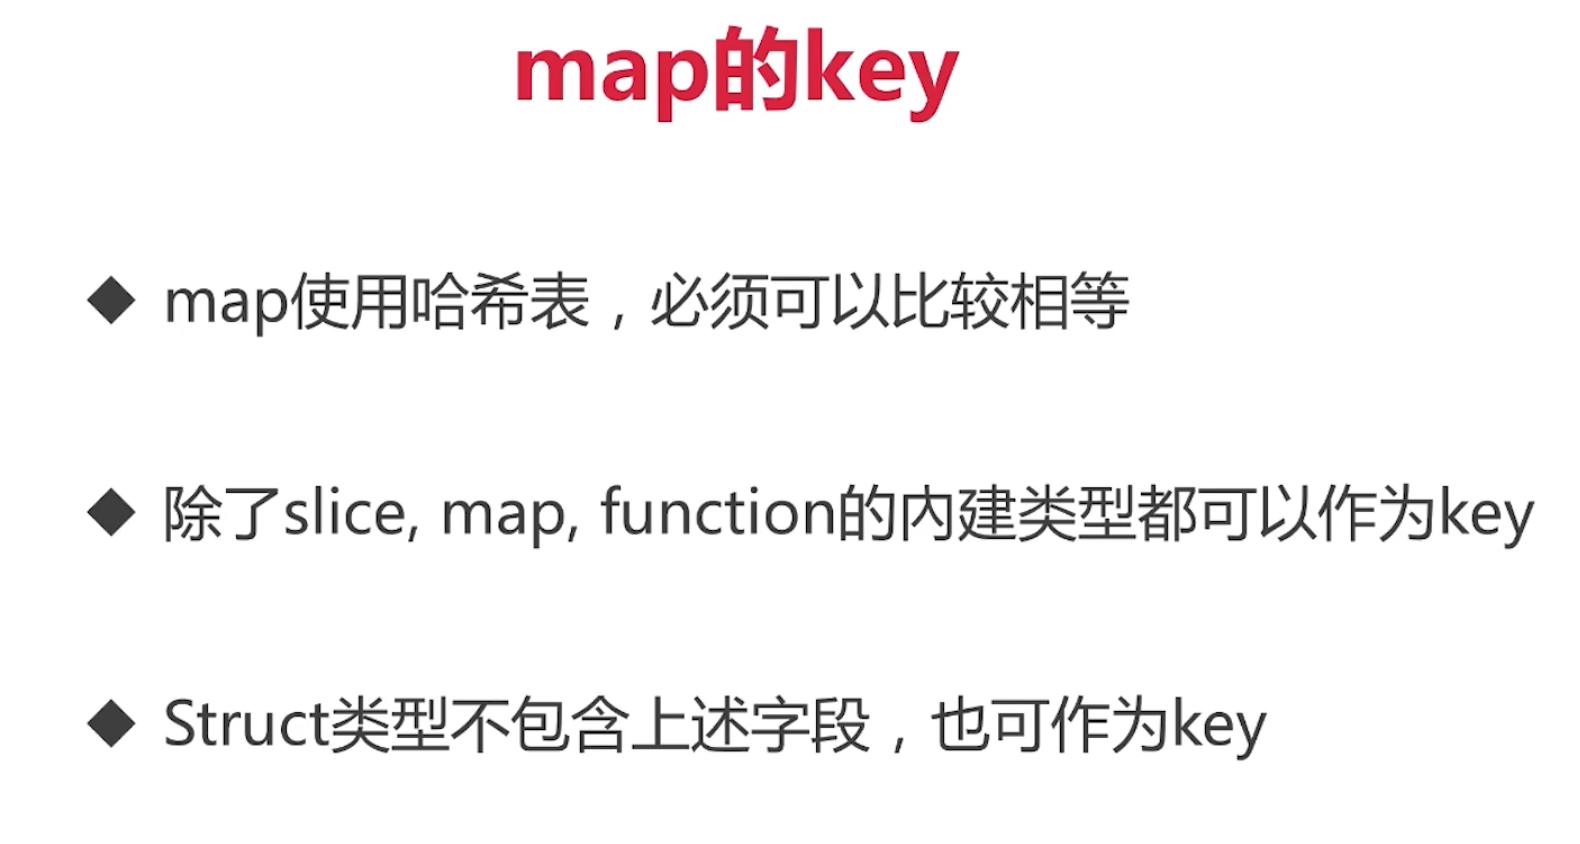 map的key
◆ map使用哈希表，必须可以比较相等
◆ 除了slice, map, function的内建类型都可以作为key
◆ Struct类型不包含上述字段，也可作为key